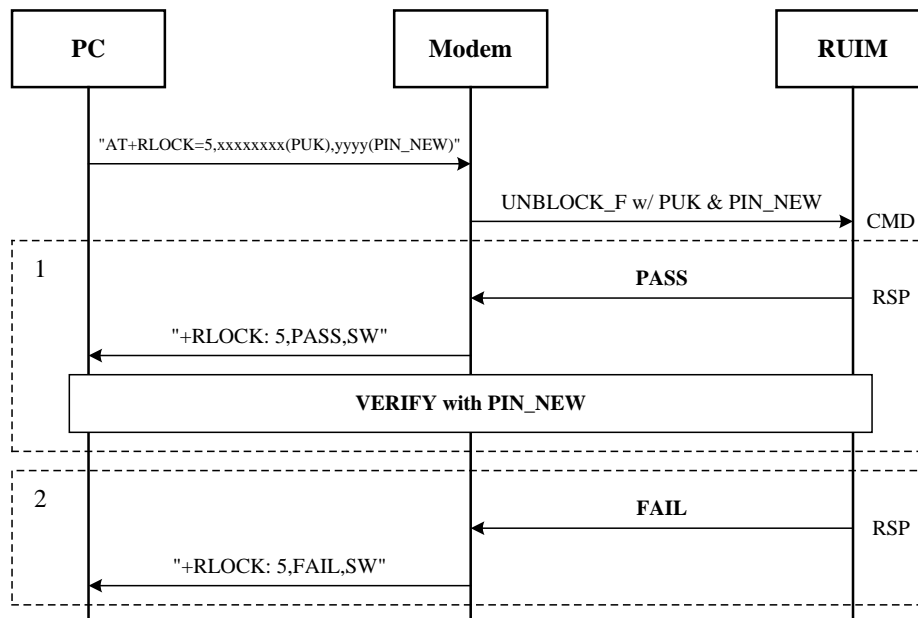 PC
Modem
RUIM
"AT+RLOCK=5,xxxxxxxx(PUK),yyyy(PIN_NEW)"
UNBLOCK_F w/ PUK & PIN_NEW
CMD
1
PASS
RSP
"+RLOCK: 5,PASS,SW"
VERIFY with PIN_NEW
2
FAIL
RSP
"+RLOCK: 5,FAIL,SW"